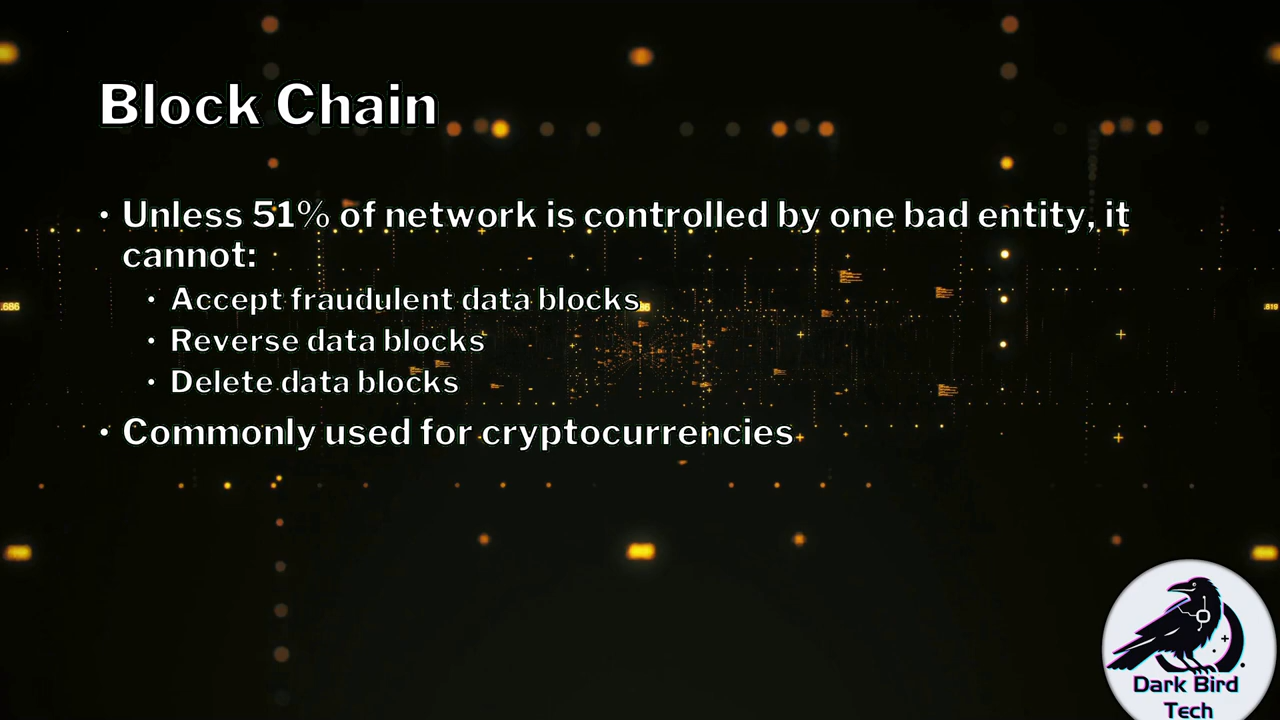 Block Chain
• Unless 51% of network is controlled by one bad entity, it
cannot:
• Accept fraudulent data blocks
• Reverse data blocks
• Delete data blocks
• Commonly used for cryptocurrencies
.686
Dark Bird
Tech